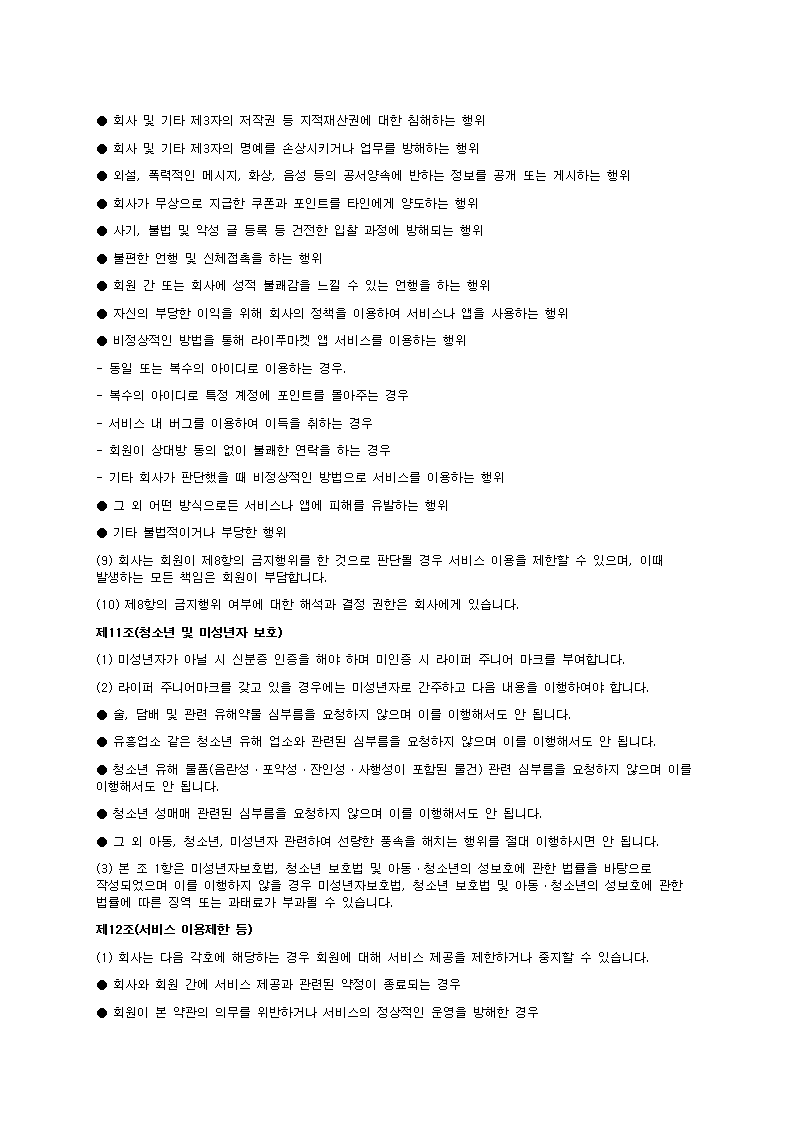 ● 회사 및 기타 제3자의 저작권 등 지적재산권에 대한 침해하는 행위
● 회사 및 기타 제3자의 명예를 손상시키거나 업무를 방해하는 행위
● 외설, 폭력적인 메시지, 화상, 음성 등의 공서양속에 반하는 정보를 공개 또는 게시하는 행위
● 회사가 무상으로 지급한 쿠폰과 포인트를 타인에게 양도하는 행위
● 사기, 불법 및 악성 글 등록 등 건전한 입찰 과정에 방해되는 행위
● 불편한 언행 및 신체접촉을 하는 행위
● 회원 간 또는 회사에 성적 불쾌감을 느낄 수 있는 언행을 하는 행위
● 자신의 부당한 이익을 위해 회사의 정책을 이용하여 서비스나 앱을 사용하는 행위
● 비정상적인 방법을 통해 라이푸마켓 앱 서비스를 이용하는 행위
- 동일 또는 복수의 아이디로 이용하는 경우.
- 복수의 아이디로 특정 계정에 포인트를 몰아주는 경우
- 서비스 내 버그를 이용하여 이득을 취하는 경우
- 회원이 상대방 동의 없이 불쾌한 연락을 하는 경우
- 기타 회사가 판단했을 때 비정상적인 방법으로 서비스를 이용하는 행위
● 그 외 어떤 방식으로든 서비스나 앱에 피해를 유발하는 행위
● 기타 불법적이거나 부당한 행위
(9) 회사는 회원이 제8항의 금지행위를 한 것으로 판단될 경우 서비스 이용을 제한할 수 있으며, 이때
발생하는 모든 책임은 회원이 부담합니다.
(10) 제8항의 금지행위 여부에 대한 해석과 결정 권한은 회사에게 있습니다.
제11조(청소년 및 미성년자 보호)
(1) 미성년자가 아닐 시 신분증 인증을 해야 하며 미인증 시 라이퍼 주니어 마크를 부여합니다.
(2) 라이퍼 주니어마크를 갖고 있을 경우에는 미성년자로 간주하고 다음 내용을 이행하여야 합니다.
● 술, 담배 및 관련 유해약물 심부름을 요청하지 않으며 이를 이행해서도 안 됩니다.
● 유흥업소 같은 청소년 유해 업소와 관련된 심부름을 요청하지 않으며 이를 이행해서도 안 됩니다.
● 청소년 유해 물품(음란성·포악성·잔인성·사행성이 포함된 물건) 관련 심부름을 요청하지 않으며 이를
이행해서도 안 됩니다.
● 청소년 성매매 관련된 심부름을 요청하지 않으며 이를 이행해서도 안 됩니다.
● 그 외 아동, 청소년, 미성년자 관련하여 선량한 풍속을 해치는 행위를 절대 이행하시면 안 됩니다.
(3) 본 조 1항은 미성년자보호법, 청소년 보호법 및 아동·청소년의 성보호에 관한 법률을 바탕으로
작성되었으며 이를 이행하지 않을 경우 미성년자보호법, 청소년 보호법 및 아동·청소년의 성보호에 관한
법률에 따른 징역 또는 과태료가 부과될 수 있습니다.
제12조(서비스 이용제한 등)
(1) 회사는 다음 각호에 해당하는 경우 회원에 대해 서비스 제공을 제한하거나 중지할 수 있습니다.
● 회사와 회원 간에 서비스 제공과 관련된 약정이 종료되는 경우
● 회원이 본 약관의 의무를 위반하거나 서비스의 정상적인 운영을 방해한 경우